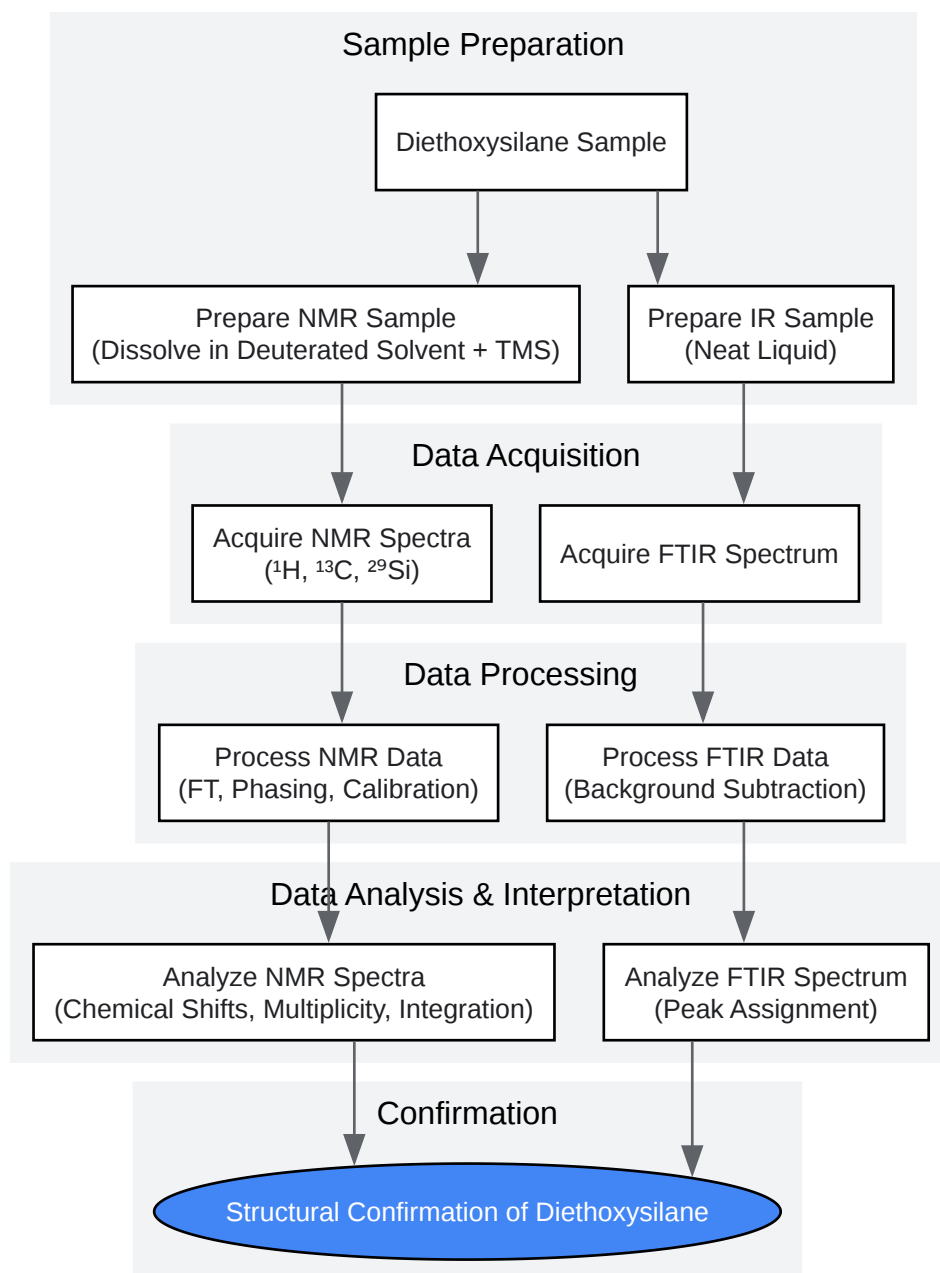 Sample Preparation
Diethoxysilane Sample
Prepare NMR Sample
(Dissolve in Deuterated Solvent + TMS)
Prepare IR Sample
(Neat Liquid)
Data Acquisition
Acquire NMR Spectra
(¹H, ¹³C, ²⁹Si)
Acquire FTIR Spectrum
Data Processing
Process NMR Data
(FT, Phasing, Calibration)
Process FTIR Data
(Background Subtraction)
Data Analysis & Interpretation
Analyze NMR Spectra
(Chemical Shifts, Multiplicity, Integration)
Analyze FTIR Spectrum
(Peak Assignment)
Confirmation
Structural Confirmation of Diethoxysilane